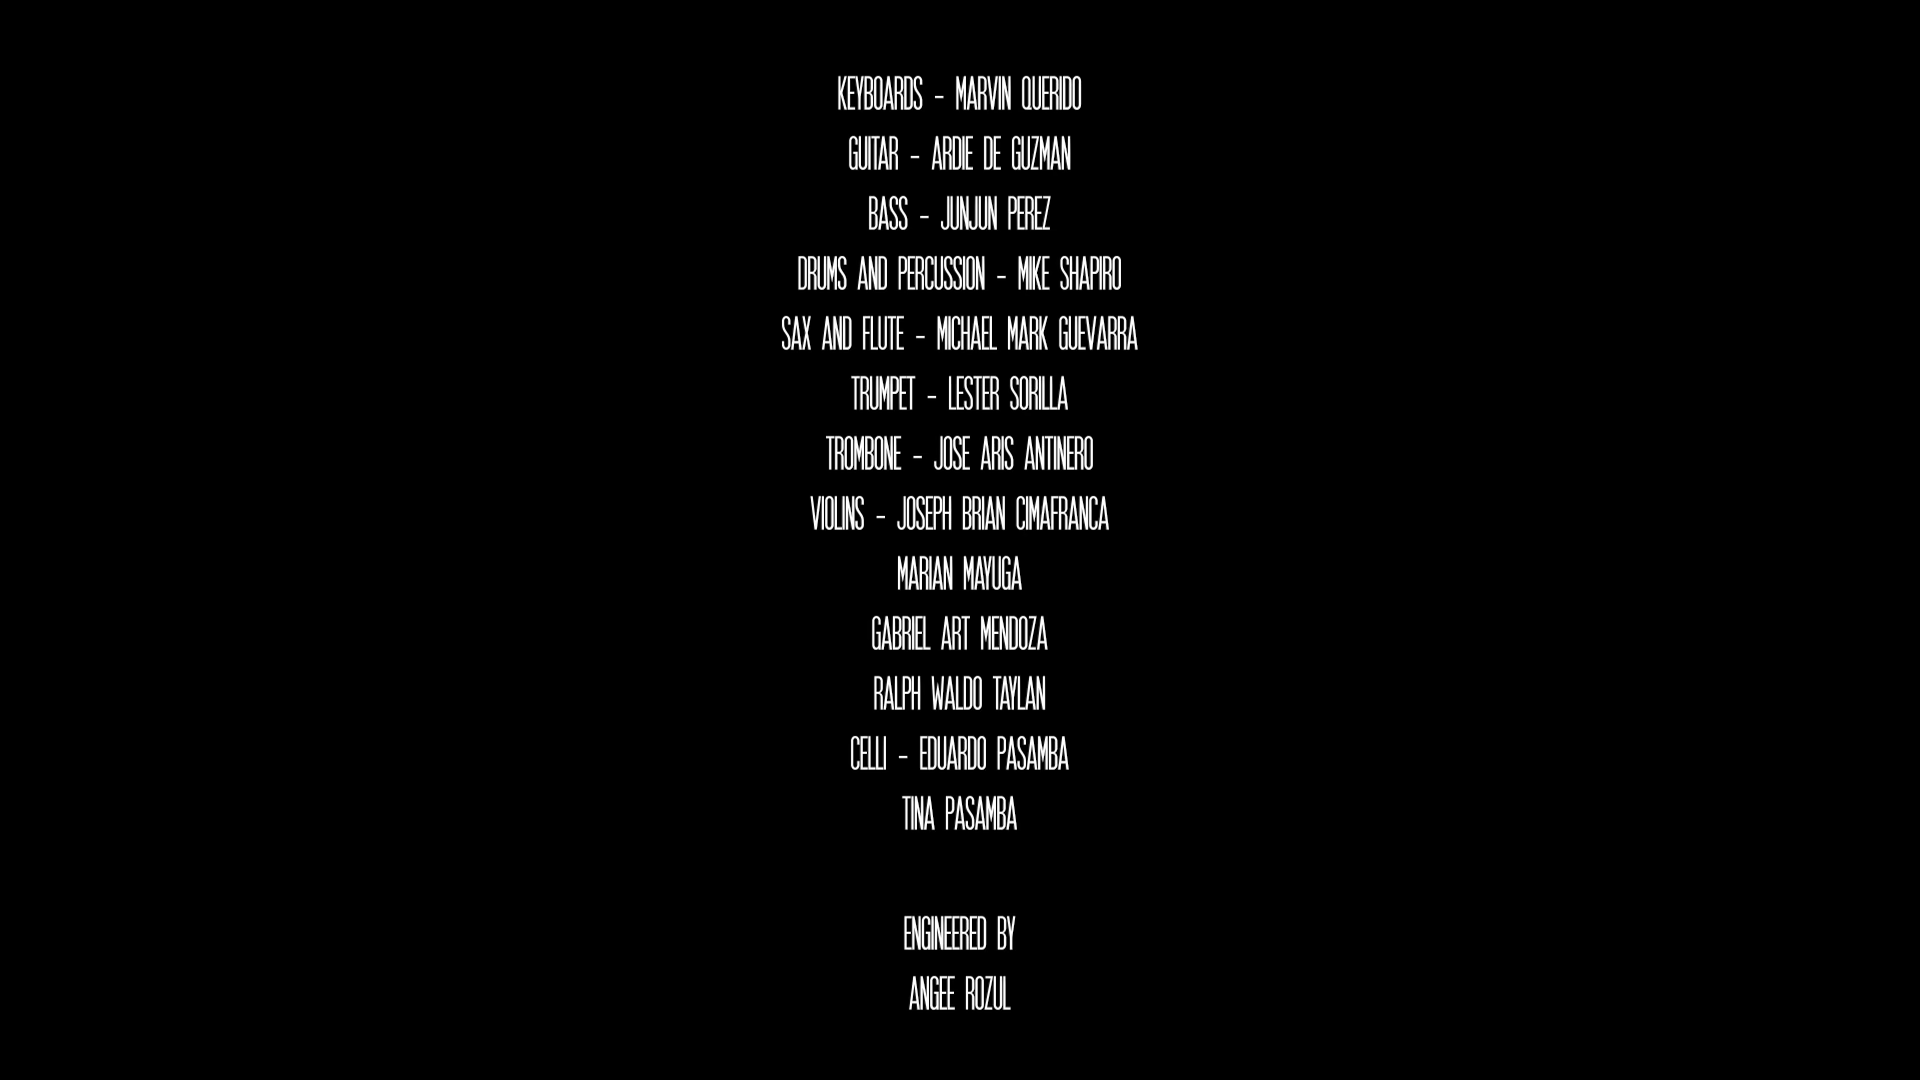 KEYBOARDS - MARVIN QUERIDO
GUITAR - ARDIE DE GUZMAN
BASS - JUNJUN PEREZ
DRUMS AND PERCUSSION - MIKE SHAPIRO
SAX AND FLUTE - MICHAEL MARK GUEVARRA
TRUMPET - LESTER SORILLA
TROMBONE - JOSE ARIS ANTINERO
VIOLINS - JOSEPH BRIAN CIMAFRANCA
MARIAN MAYUGA
GABRIEL ART MENDOZA
RALPH WALDO TAYLAN
CELLI - EDUARDO PASAMBA
TINA PASAMBA
ENGINEERED BY
ANGEE ROZUL